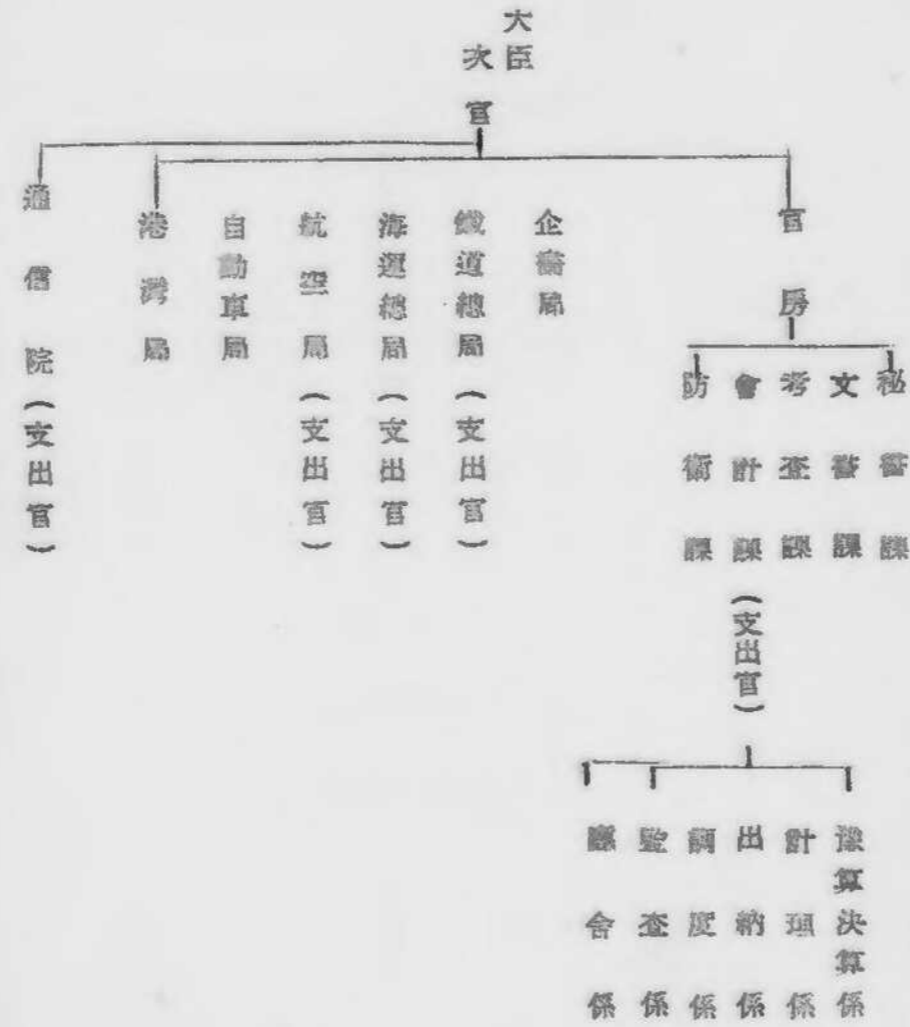 大臣
次官
官房
秘書課
文書課
考査課
會計課(支出官)
防衞課
豫算決算係
計理係
出納係
調度係
監査係
廳舍係
企畫局
鐵道總局(支出官)
海運總局(支出官)
航空局(支出官)
自動車局
港灣局
通信院(支出官)